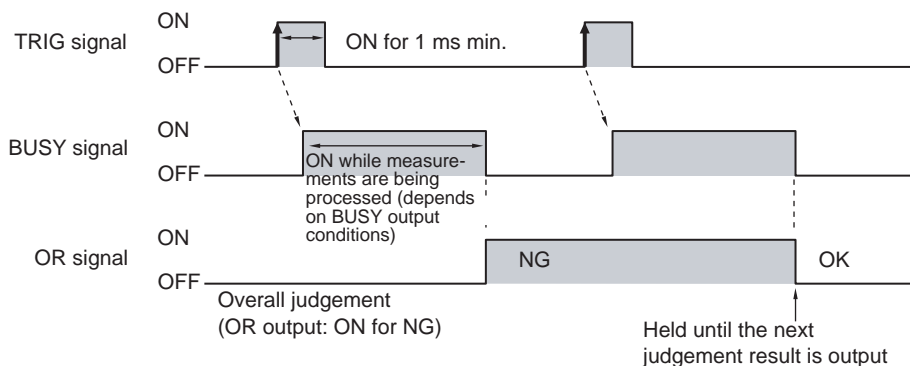 ON
TRIG signal
ON for 1 ms min.
OFF
ON
BUSY signal
OFF
ON while measure-
ments are being
processed (depends
on BUSY output
conditions)
ON
OR signal
NG
OK
OFF
Overall judgement
(OR output: ON for NG)
Held until the next
judgement result is output